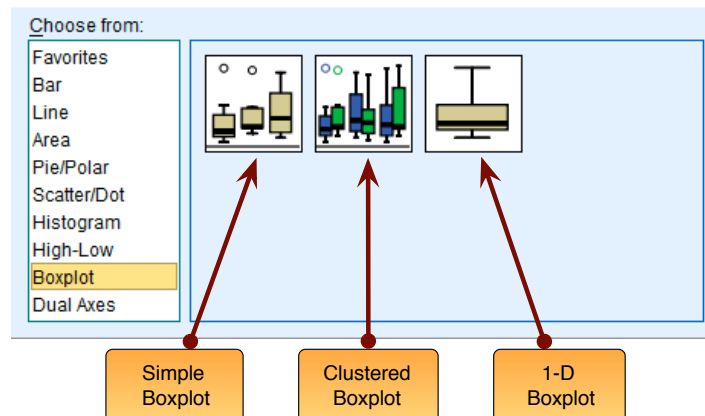 Choose from:
Favorites
Bar
Line
Area
Pie/Polar
Scatter/Dot
Histogram
High-Low
Boxplot
Dual Axes
Simple
Boxplot
Clustered
Boxplot
1-D
Boxplot